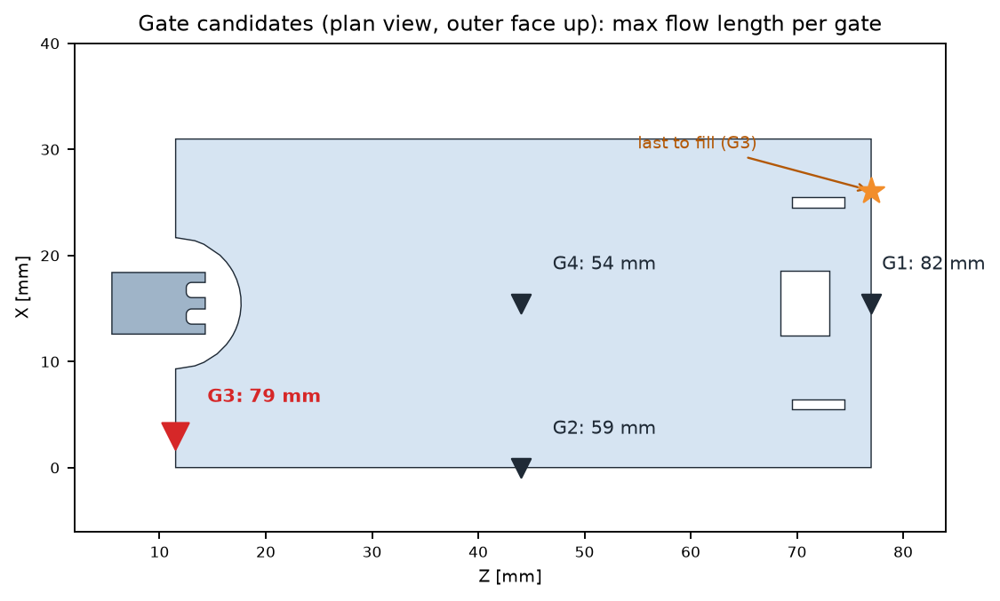 Gate candidates (plan view, outer face up): max flow length per gate
40
30
20
10
0
X [mm]
last to fill (G3)
G4: 54 mm
G1: 82 mm
G3: 79 mm
G2: 59 mm
10
20
30
40
50
60
70
80
Z [mm]